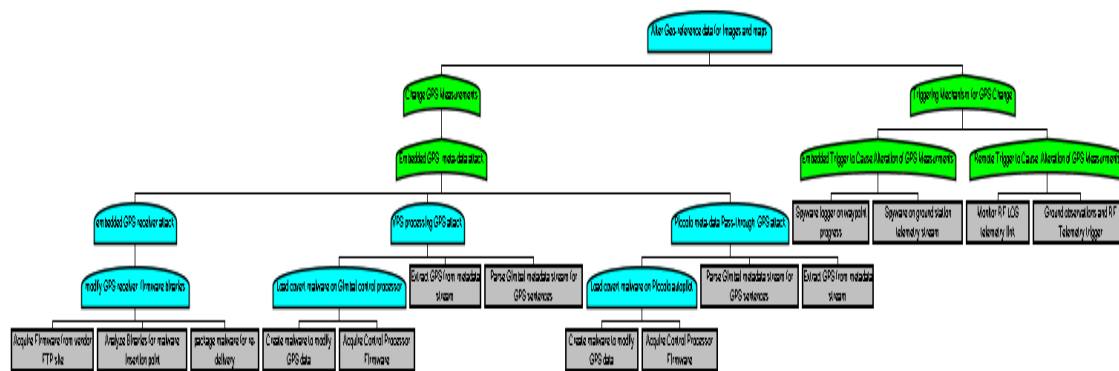 Alter Geo-reference data for Images and maps
Change GPS Measurements
Triggering Mechanism for GPS Change
Embedded GPS meta-data attack
Embedded Trigger to Cause Alteration of GPS Measurments
Remote Trigger to Cause Alteration of GPS Measurements
embedded GPS receiver attack
VPS processing GPS attack
Piccolo meta-data Pass-through GPS attack
Spyware logger on waypoint
progress
Spyware on ground station
telemetry stream
Monitor RF LOS
telemetry link
Ground observations and RF
Telemetry trigger
modify GPS receiver firmware binaries
Load covert malware on Gimbal control processor
Extract GPS from metadata
stream
Parse Gimbal metadata stream for
GPS sentences
Load covert malware on Piccolo autopilot
Parse Gimbal metadata stream for
GPS sentences
Extract GPS from metadata
stream
Acquire Firmware from vendor
FTP site
Analyze Binaries for malware
insertion point
package malware for re-
delivery
Create malware to modify
GPS data
Acquire Control Processor
Firmware
Create malware to modify
GPS data
Acquire Control Processor
Firmware